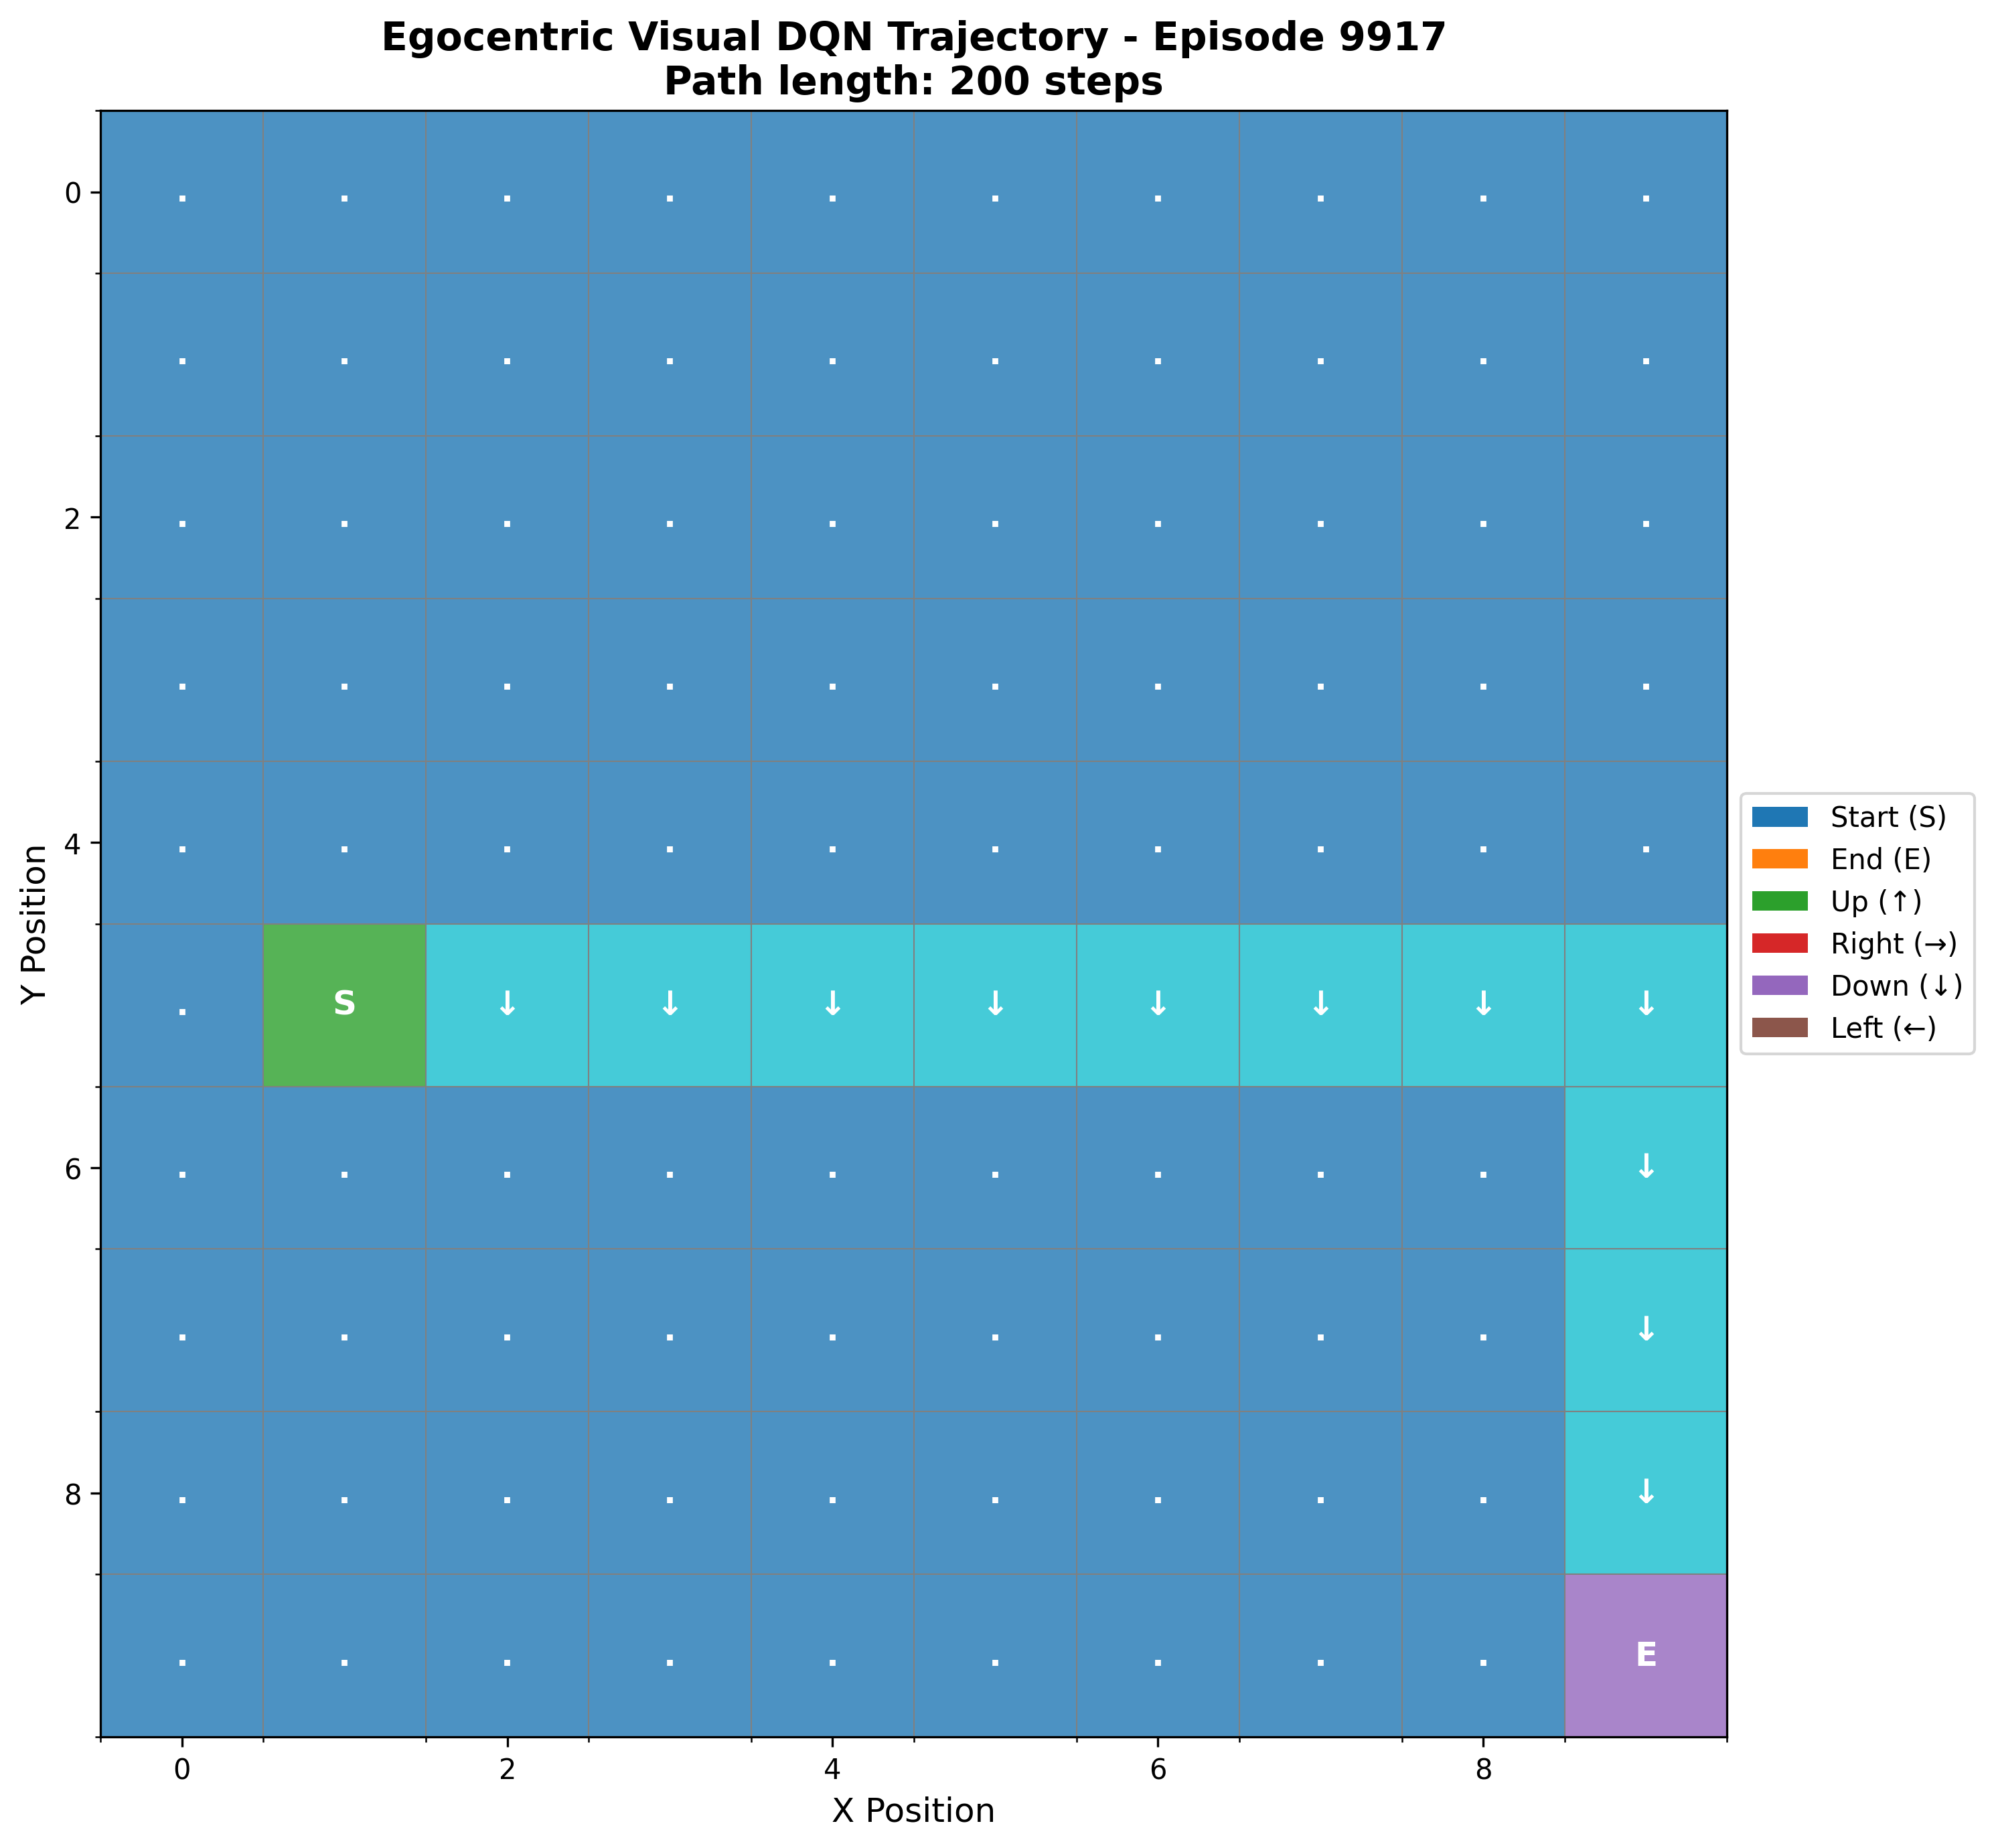 Egocentric Visual DQN Trajectory - Episode 9917
Path length: 200 steps
0
. . . . . . . . . .
. . . . . . . . . .
2
. . . . . . . . . .
. . . . . . . . . .
4
. . . . . . . . . .
. S ↓ ↓ ↓ ↓ ↓ ↓ ↓ ↓
6
. . . . . . . . . ↓
. . . . . . . . . ↓
8
. . . . . . . . . ↓
. . . . . . . . . E
0 2 4 6 8
X Position
Y Position
Start (S)
End (E)
Up (↑)
Right (→)
Down (↓)
Left (←)